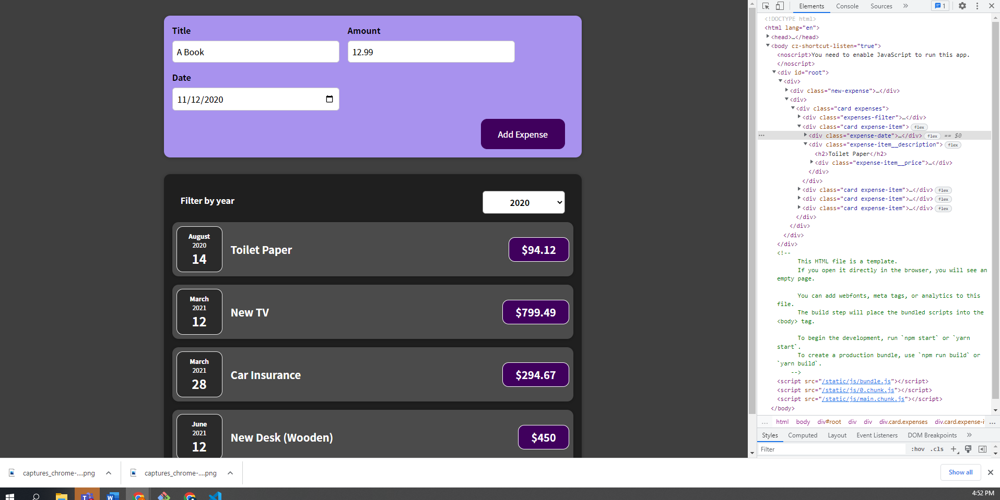 Title
Amount
A Book
12.99
Date
11/12/2020
Add Expense
Filter by year
2020
August
2020
14
Toilet Paper
$94.12
March
2021
12
New TV
$799.49
March
2021
28
Car Insurance
$294.67
June
2021
12
New Desk (Wooden)
$450
Elements Console Sources » 1
<!DOCTYPE html>
<html lang="en">
<head>…</head>
<body cz-shortcut-listen="true">
<noscript>You need to enable JavaScript to run this app.
</noscript>
<div id="root">
<div>
<div class="new-expense">…</div>
<div>
<div class="card expenses">
<div class="expenses-filter">…</div>
<div class="card expense-item"> flex
… <div class="expense-date">…</div> flex == $0
<div class="expense-item__description"> flex
<h2>Toilet Paper</h2>
<div class="expense-item__price">…</div>
</div>
</div>
<div class="card expense-item">…</div> flex
<div class="card expense-item">…</div> flex
<div class="card expense-item">…</div> flex
</div>
</div>
</div>
</div>
<!--
This HTML file is a template.
If you open it directly in the browser, you will see an
empty page.
You can add webfonts, meta tags, or analytics to this
file.
The build step will place the bundled scripts into the
<body> tag.
To begin the development, run `npm start` or `yarn
start`.
To create a production bundle, use `npm run build` or
`yarn build`.
-->
<script src="/static/js/bundle.js"></script>
<script src="/static/js/0.chunk.js"></script>
<script src="/static/js/main.chunk.js"></script>
</body>
… html body div#root div div div.card.expenses div.card.expense-i …
Styles Computed Layout Event Listeners DOM Breakpoints »
Filter :hov .cls +
captures_chrome-....png
captures_chrome-....png
Show all
4:52 PM